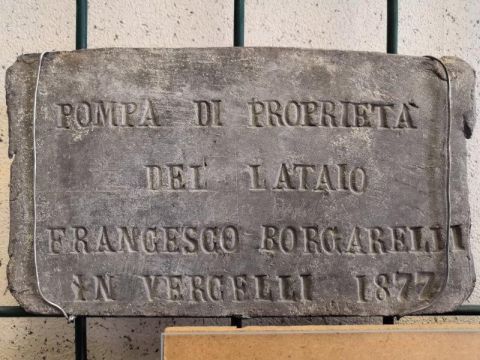 POMPA DI PROPRIETÀ
DEL LATAIO
FRANCESCO BORGARELLI
IN VERCELLI 1877